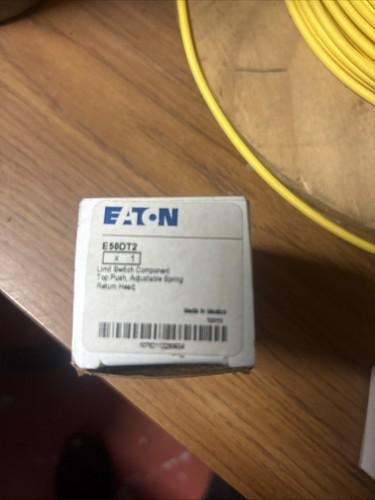 EATON
E50DT2
x 1
Limit Switch Component
Top Push, Adjustable Spring
Return Head
Made in Mexico